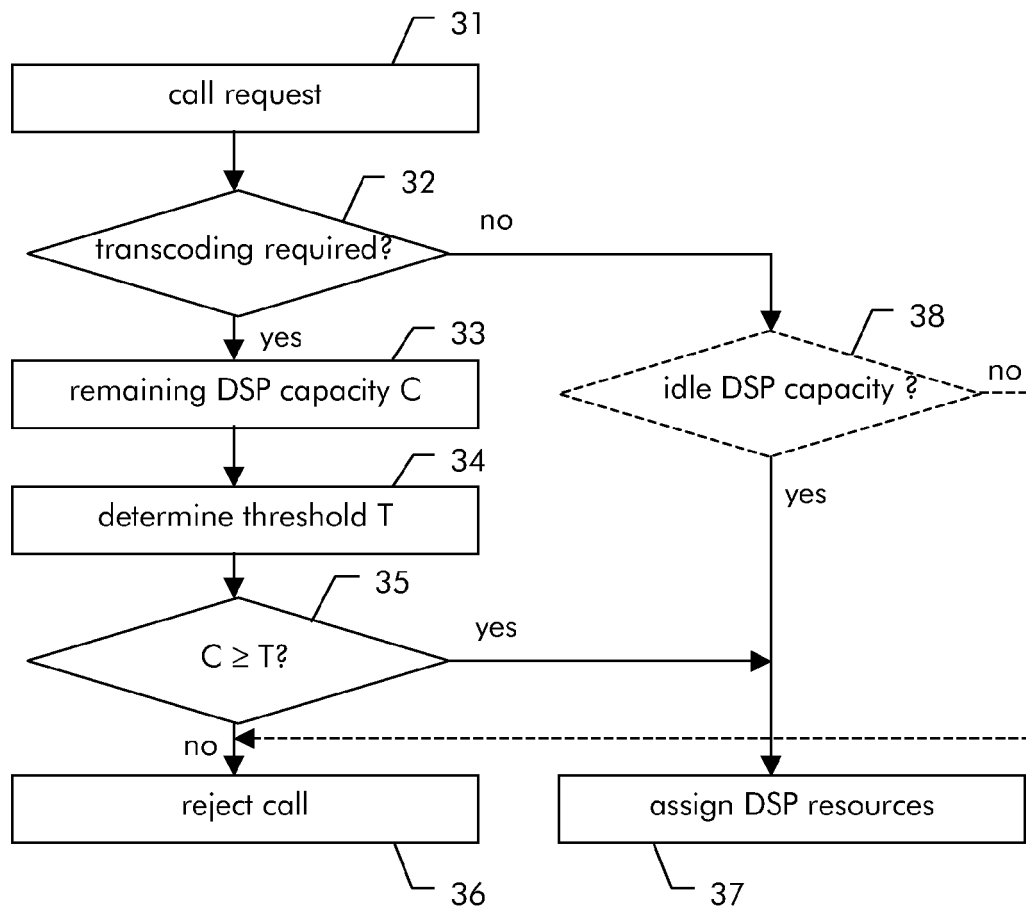 31
call request
32
transcoding required?
no
yes
33
remaining DSP capacity C
38
idle DSP capacity ?
no
34
determine threshold T
yes
35
C ≥ T?
yes
no
reject call
assign DSP resources
36
37